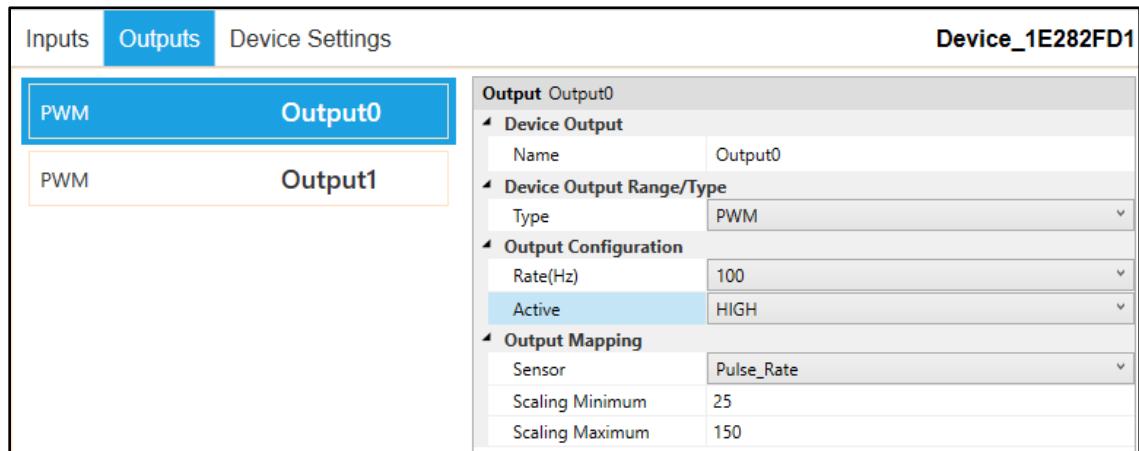 Inputs Outputs Device Settings Device_1E282FD1
PWM Output0
PWM Output1
Output Output0
Device Output
Name Output0
Device Output Range/Type
Type PWM
Output Configuration
Rate(Hz) 100
Active HIGH
Output Mapping
Sensor Pulse_Rate
Scaling Minimum 25
Scaling Maximum 150